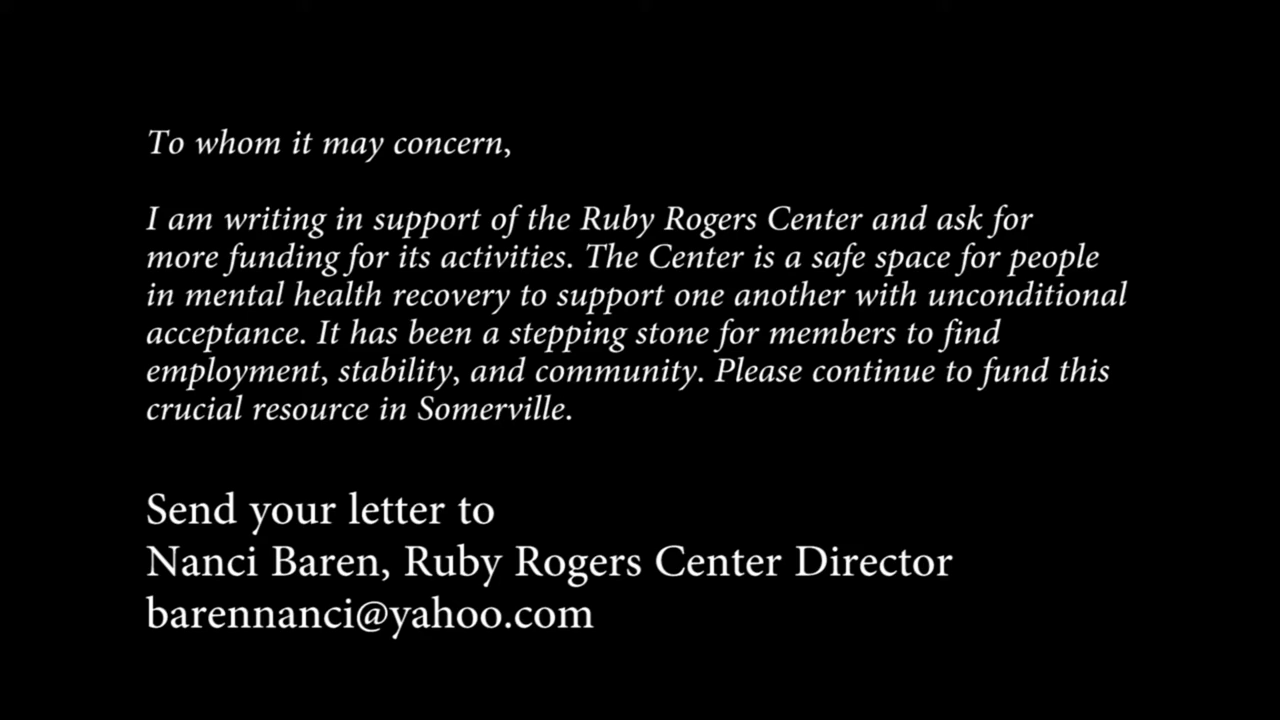 To whom it may concern,
I am writing in support of the Ruby Rogers Center and ask for
more funding for its activities. The Center is a safe space for people
in mental health recovery to support one another with unconditional
acceptance. It has been a stepping stone for members to find
employment, stability, and community. Please continue to fund this
crucial resource in Somerville.
Send your letter to
Nanci Baren, Ruby Rogers Center Director
barennanci@yahoo.com